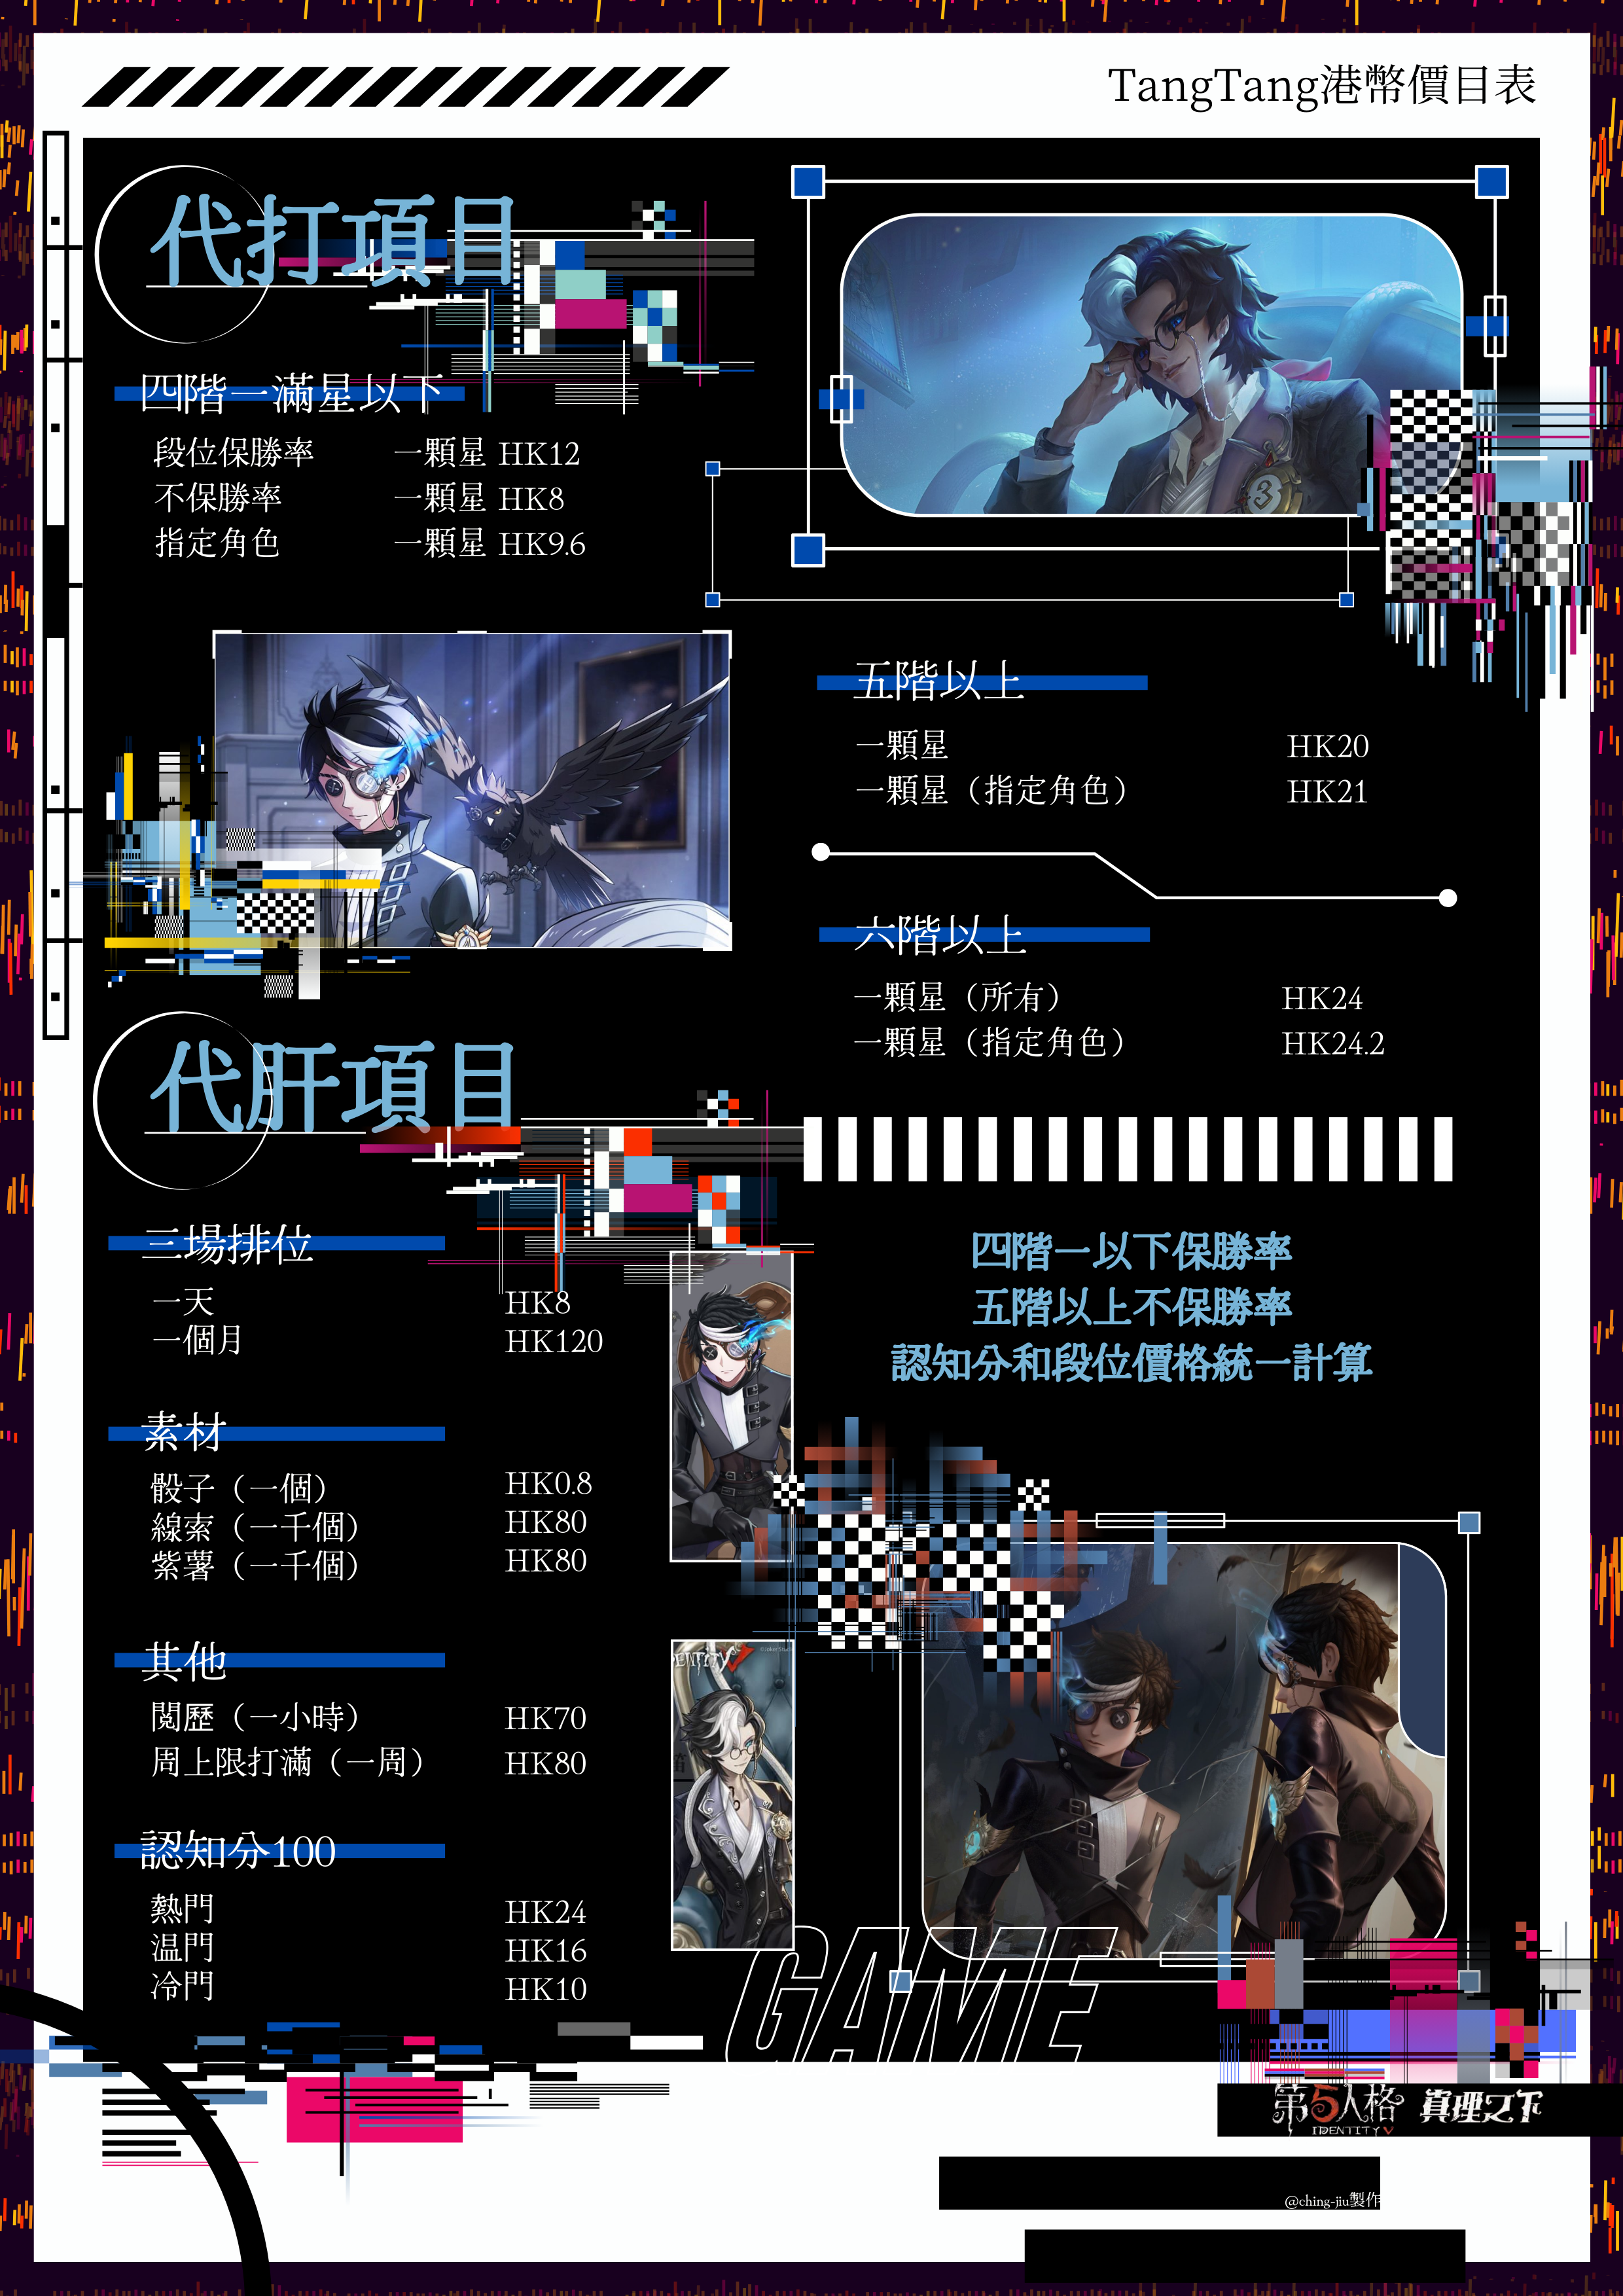 TangTang港幣價目表
代打項目
四階一滿星以下
段位保勝率 一顆星 HK12
不保勝率 一顆星 HK8
指定角色 一顆星 HK9.6
五階以上
一顆星 HK20
一顆星（指定角色） HK21
六階以上
一顆星（所有） HK24
一顆星（指定角色） HK24.2
代肝項目
三場排位
一天 HK8
一個月 HK120
素材
骰子（一個） HK0.8
線索（一千個） HK80
紫薯（一千個） HK80
其他
閱歷（一小時） HK70
周上限打滿（一周） HK80
認知分100
熱門 HK24
温門 HK16
冷門 HK10
四階一以下保勝率
五階以上不保勝率
認知分和段位價格統一計算
3
GAME
第5人格 真理之下
IDENTITY V
@ching-jiu製作